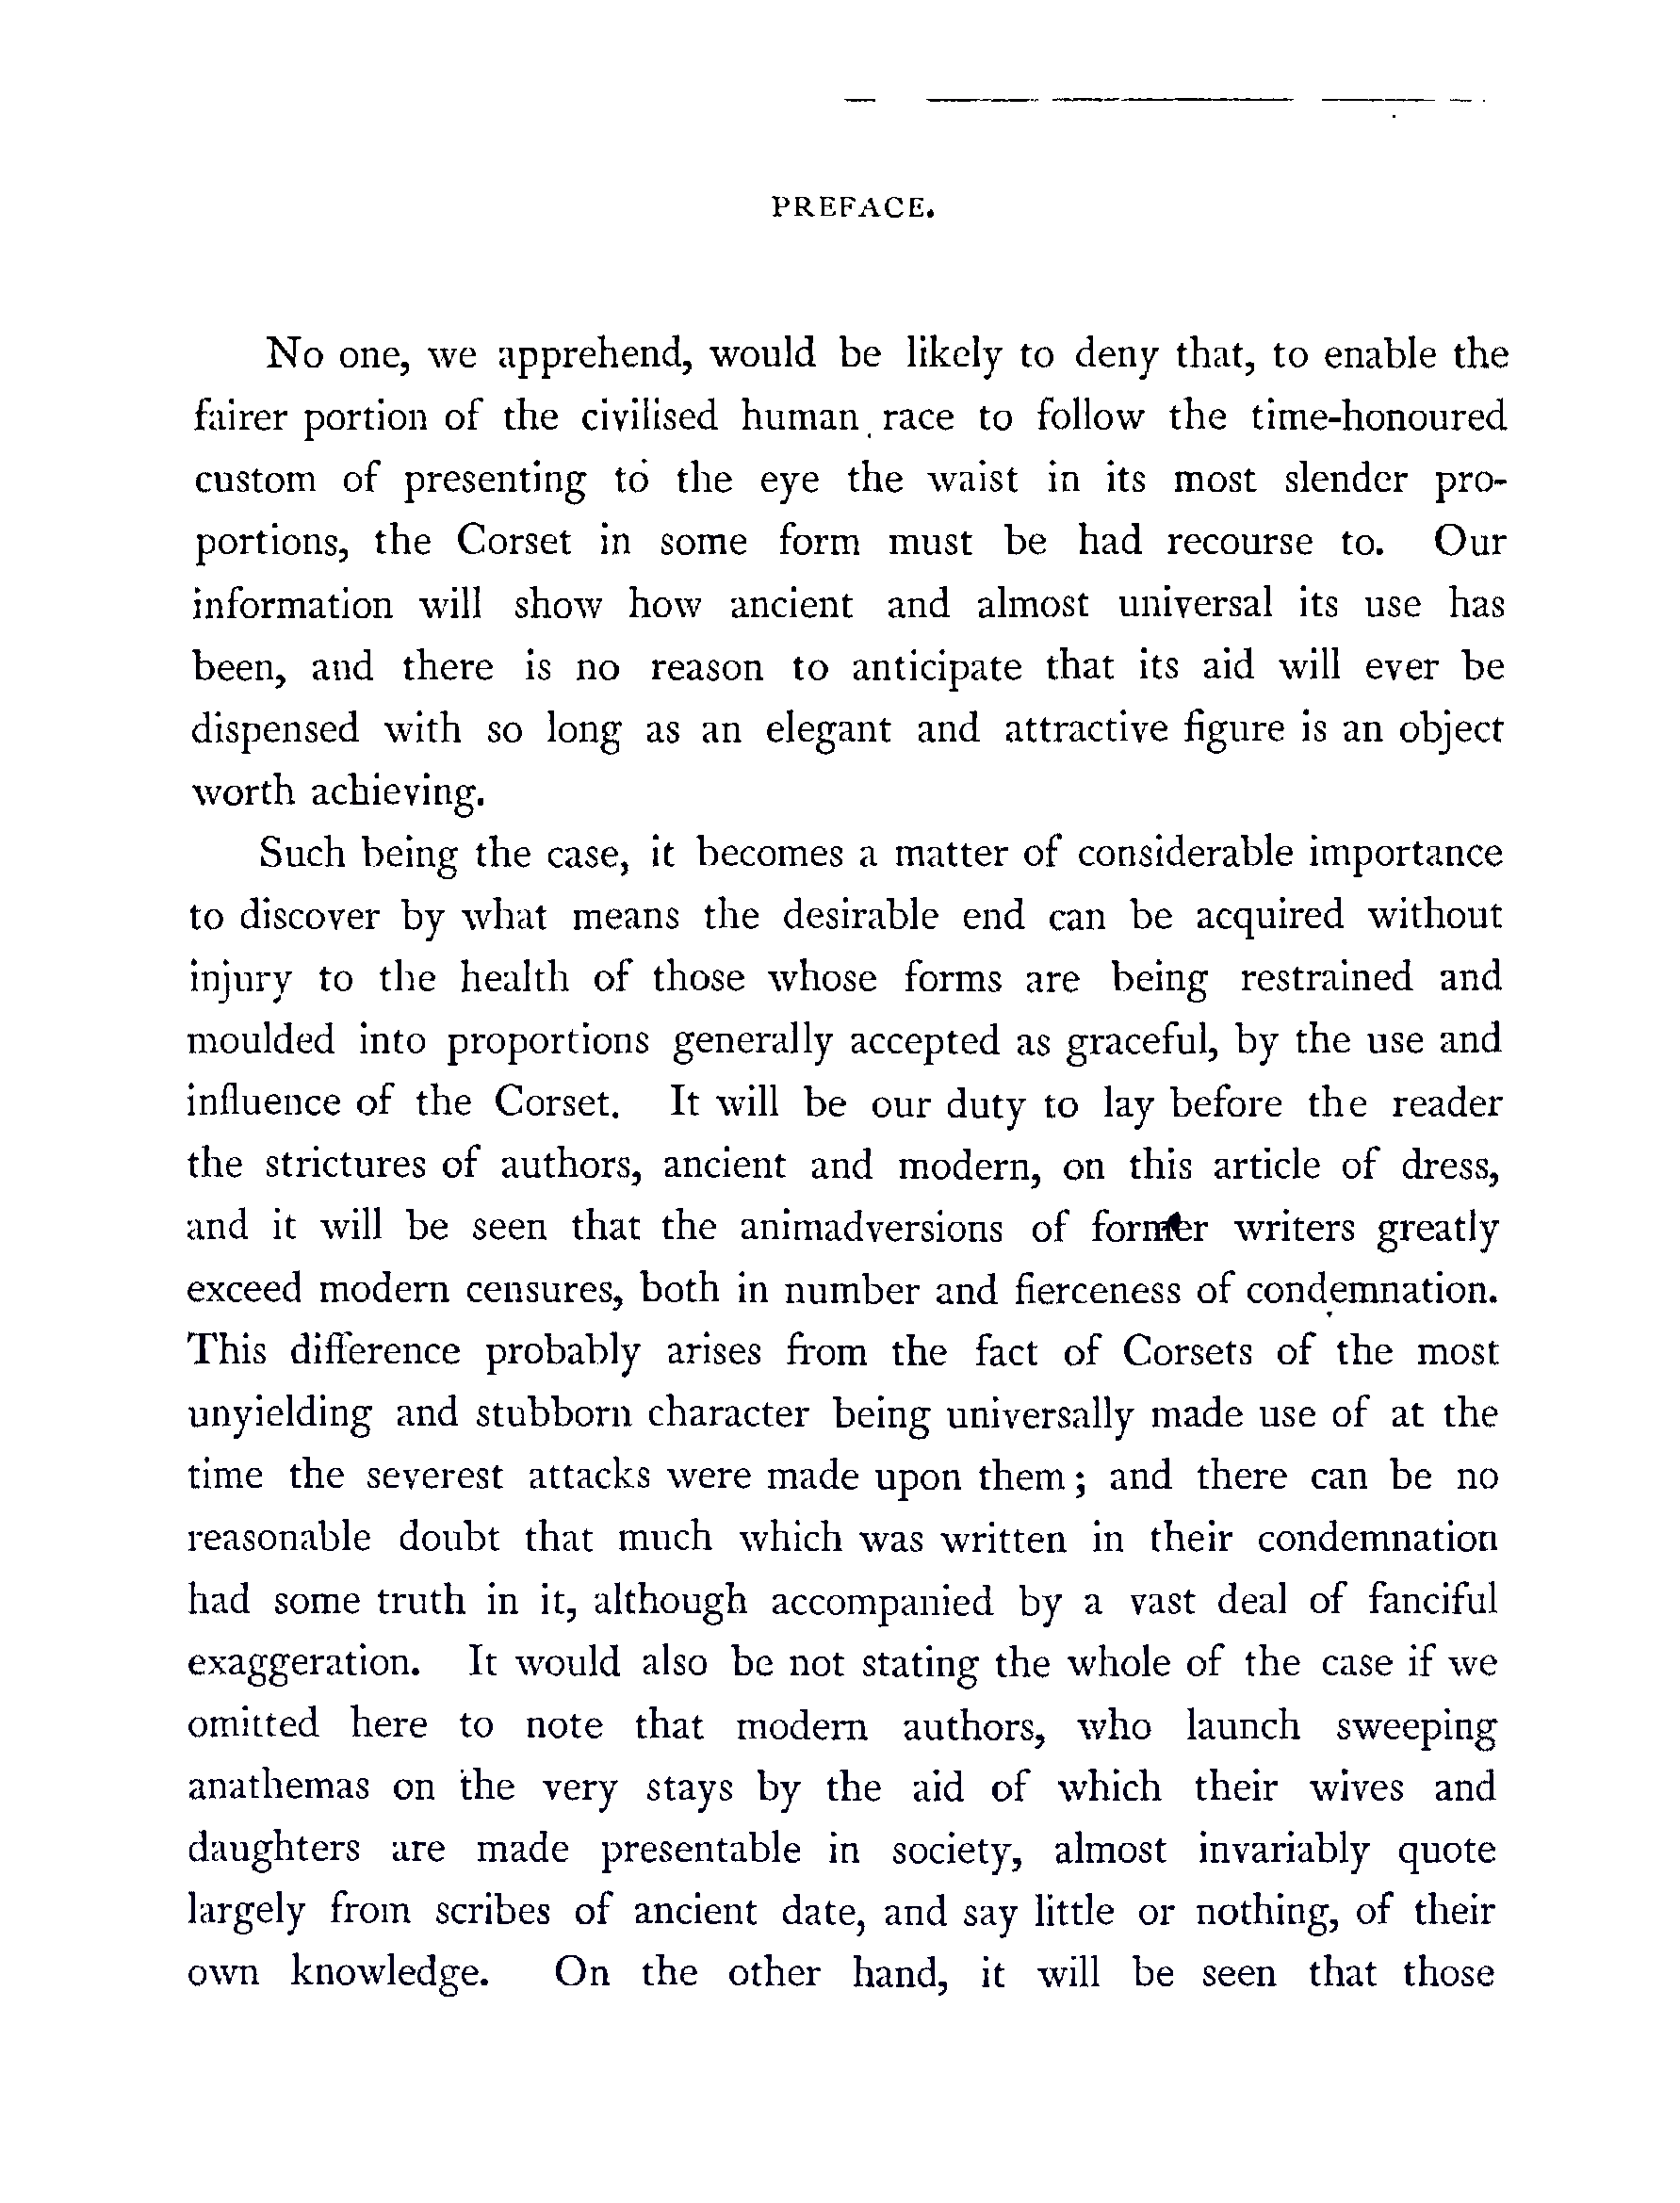 PREFACE.
No one, we apprehend, would be likely to deny that, to enable the
fairer portion of the civilised human race to follow the time-honoured
custom of presenting to the eye the waist in its most slender pro-
portions, the Corset in some form must be had recourse to. Our
information will show how ancient and almost universal its use has
been, and there is no reason to anticipate that its aid will ever be
dispensed with so long as an elegant and attractive figure is an object
worth achieving.
Such being the case, it becomes a matter of considerable importance
to discover by what means the desirable end can be acquired without
injury to the health of those whose forms are being restrained and
moulded into proportions generally accepted as graceful, by the use and
influence of the Corset. It will be our duty to lay before the reader
the strictures of authors, ancient and modern, on this article of dress,
and it will be seen that the animadversions of former writers greatly
exceed modern censures, both in number and fierceness of condemnation.
This difference probably arises from the fact of Corsets of the most
unyielding and stubborn character being universally made use of at the
time the severest attacks were made upon them; and there can be no
reasonable doubt that much which was written in their condemnation
had some truth in it, although accompanied by a vast deal of fanciful
exaggeration. It would also be not stating the whole of the case if we
omitted here to note that modern authors, who launch sweeping
anathemas on the very stays by the aid of which their wives and
daughters are made presentable in society, almost invariably quote
largely from scribes of ancient date, and say little or nothing, of their
own knowledge. On the other hand, it will be seen that those